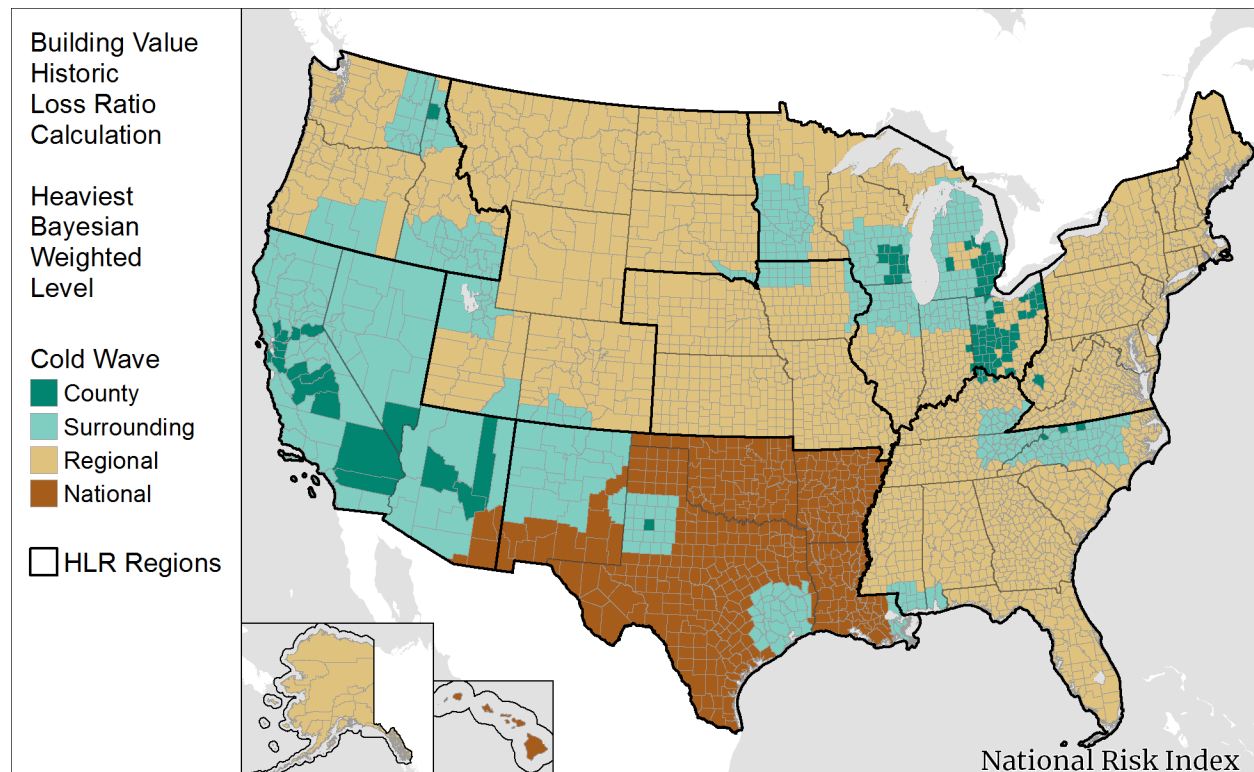 Building Value
Historic
Loss Ratio
Calculation
Heaviest
Bayesian
Weighted
Level
Cold Wave
County
Surrounding
Regional
National
HLR Regions
National Risk Index